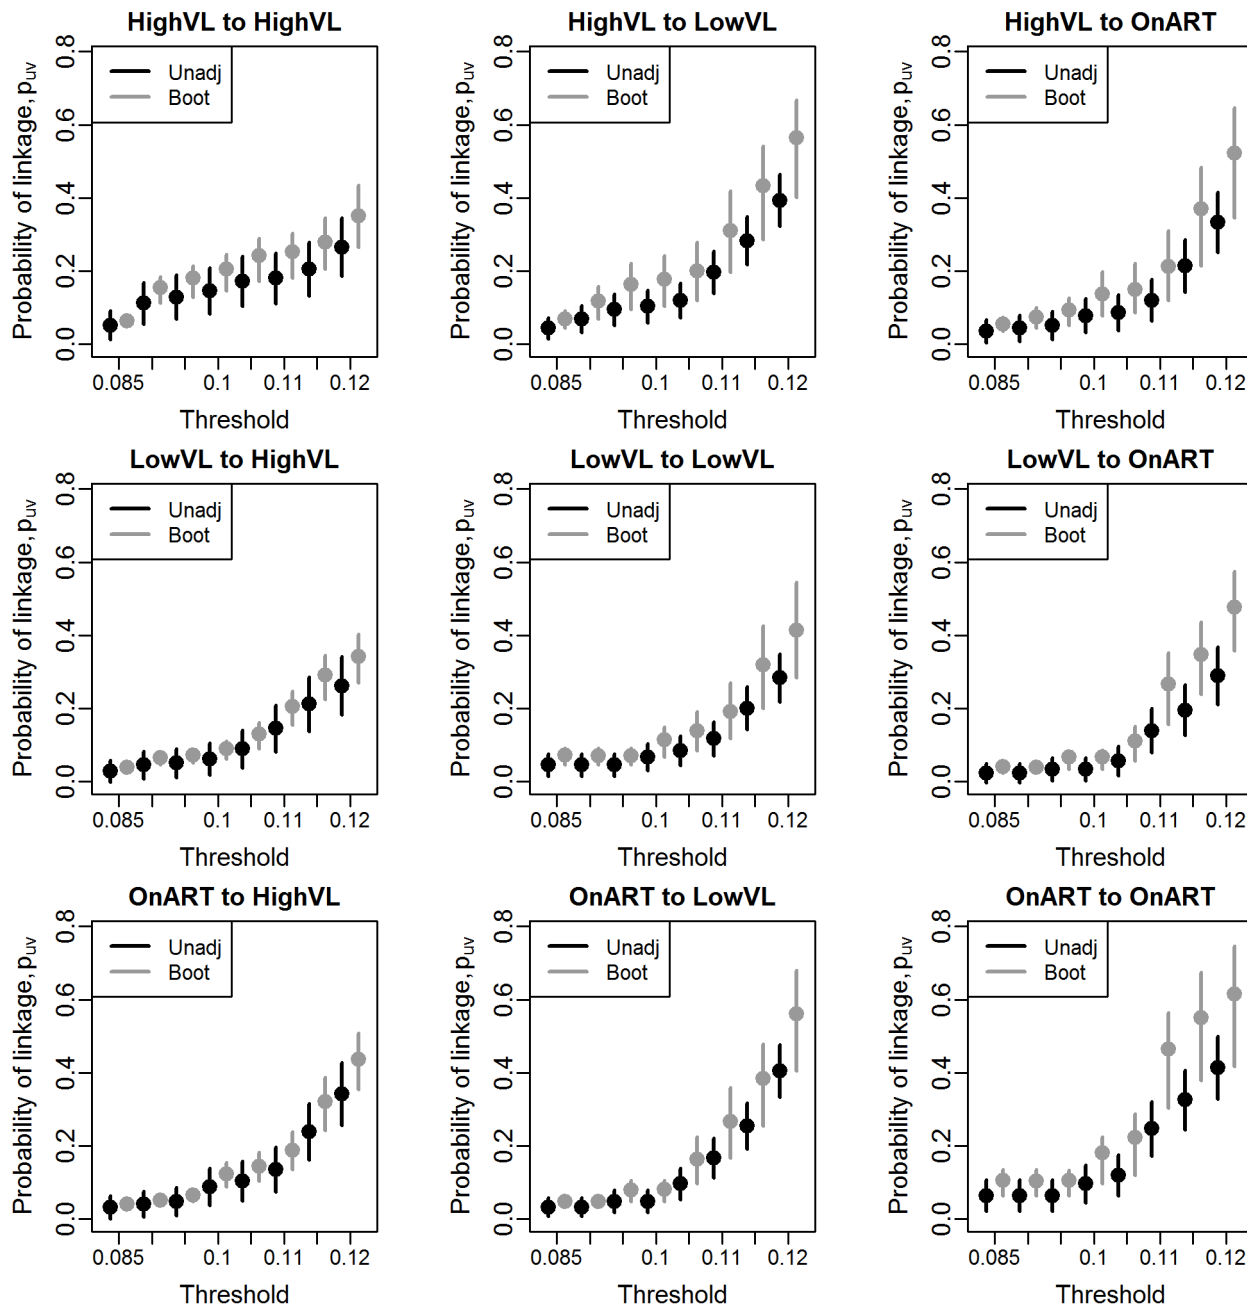 HighVL to HighVL
Probability of linkage, puv
0.8
0.6
0.4
0.2
0.0
Unadj
Boot
0.085 0.1 0.11 0.12
Threshold
HighVL to LowVL
Probability of linkage, puv
0.8
0.6
0.4
0.2
0.0
Unadj
Boot
0.085 0.1 0.11 0.12
Threshold
HighVL to OnART
Probability of linkage, puv
0.8
0.6
0.4
0.2
0.0
Unadj
Boot
0.085 0.1 0.11 0.12
Threshold
LowVL to HighVL
Probability of linkage, puv
0.8
0.6
0.4
0.2
0.0
Unadj
Boot
0.085 0.1 0.11 0.12
Threshold
LowVL to LowVL
Probability of linkage, puv
0.8
0.6
0.4
0.2
0.0
Unadj
Boot
0.085 0.1 0.11 0.12
Threshold
LowVL to OnART
Probability of linkage, puv
0.8
0.6
0.4
0.2
0.0
Unadj
Boot
0.085 0.1 0.11 0.12
Threshold
OnART to HighVL
Probability of linkage, puv
0.8
0.6
0.4
0.2
0.0
Unadj
Boot
0.085 0.1 0.11 0.12
Threshold
OnART to LowVL
Probability of linkage, puv
0.8
0.6
0.4
0.2
0.0
Unadj
Boot
0.085 0.1 0.11 0.12
Threshold
OnART to OnART
Probability of linkage, puv
0.8
0.6
0.4
0.2
0.0
Unadj
Boot
0.085 0.1 0.11 0.12
Threshold